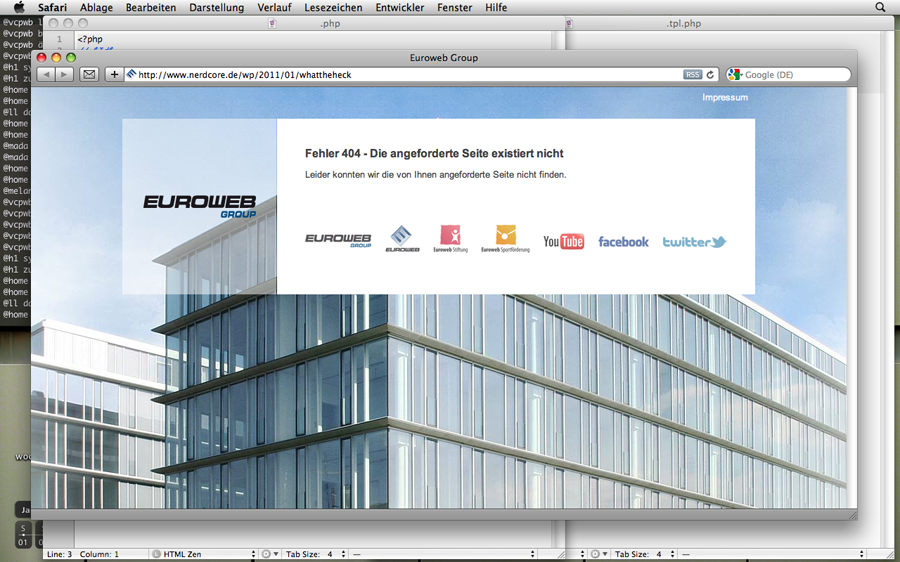 Safari Ablage Bearbeiten Darstellung Verlauf Lesezeichen Entwickler Fenster Hilfe
.php
.tpl.php
@vcpwb
@vcpwb
@vcpwb
@vcpwb
@h1
@h1
@home
@home
@ll
@home
@home
@mada
@home
@home
@home
@vcpwb
@vcpwb
@vcpwb
@vcpwb
@vcpwb
@h1
@h1
@home
@home
@ll
@home
1 <?php
Euroweb Group
http://www.nerdcore.de/wp/2011/01/whattheheck
RSS
Google (DE)
Impressum
Fehler 404 - Die angeforderte Seite existiert nicht
Leider konnten wir die von Ihnen angeforderte Seite nicht finden.
EUROWEB
GROUP
EUROWEB GROUP
EUROWEB
Euroweb Stiftung
Euroweb Sportförderung
YouTube
facebook
twitter
S
01
Line: 3 Column: 1 HTML Zen Tab Size: 4 —
Tab Size: 4 —